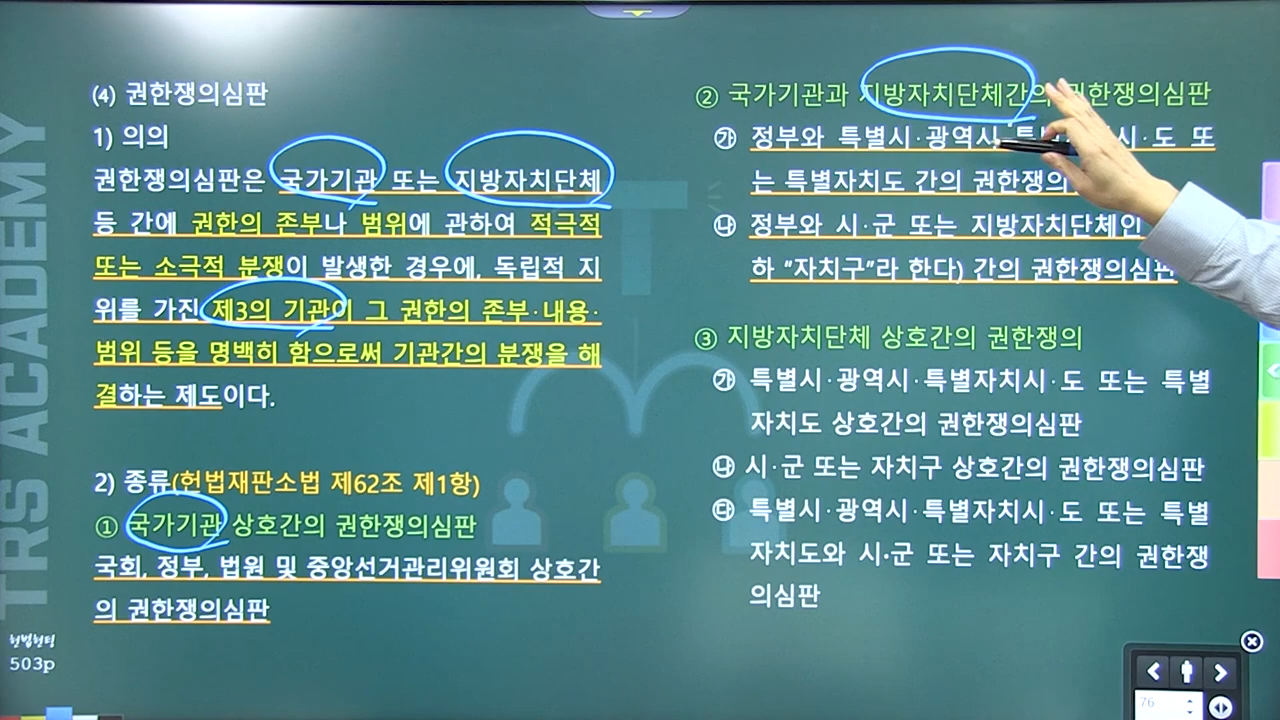 TRS ACADEMY
(4) 권한쟁의심판
1) 의의
권한쟁의심판은 국가기관 또는 지방자치단체
등 간에 권한의 존부나 범위에 관하여 적극적
또는 소극적 분쟁이 발생한 경우에, 독립적 지
위를 가진 제3의 기관이 그 권한의 존부·내용·
범위 등을 명백히 함으로써 기관간의 분쟁을 해
결하는 제도이다.
2) 종류(헌법재판소법 제62조 제1항)
① 국가기관 상호간의 권한쟁의심판
국회, 정부, 법원 및 중앙선거관리위원회 상호간
의 권한쟁의심판
503p
② 국가기관과 지방자치단체간의 권한쟁의심판
㉮ 정부와 특별시·광역시·특 시·도 또
는 특별자치도 간의 권한쟁의
㉯ 정부와 시·군 또는 지방자치단체인
하 "자치구"라 한다) 간의 권한쟁의심판
③ 지방자치단체 상호간의 권한쟁의
㉮ 특별시·광역시·특별자치시·도 또는 특별
자치도 상호간의 권한쟁의심판
㉯ 시·군 또는 자치구 상호간의 권한쟁의심판
㉰ 특별시·광역시·특별자치시·도 또는 특별
자치도와 시·군 또는 자치구 간의 권한쟁
의심판
76